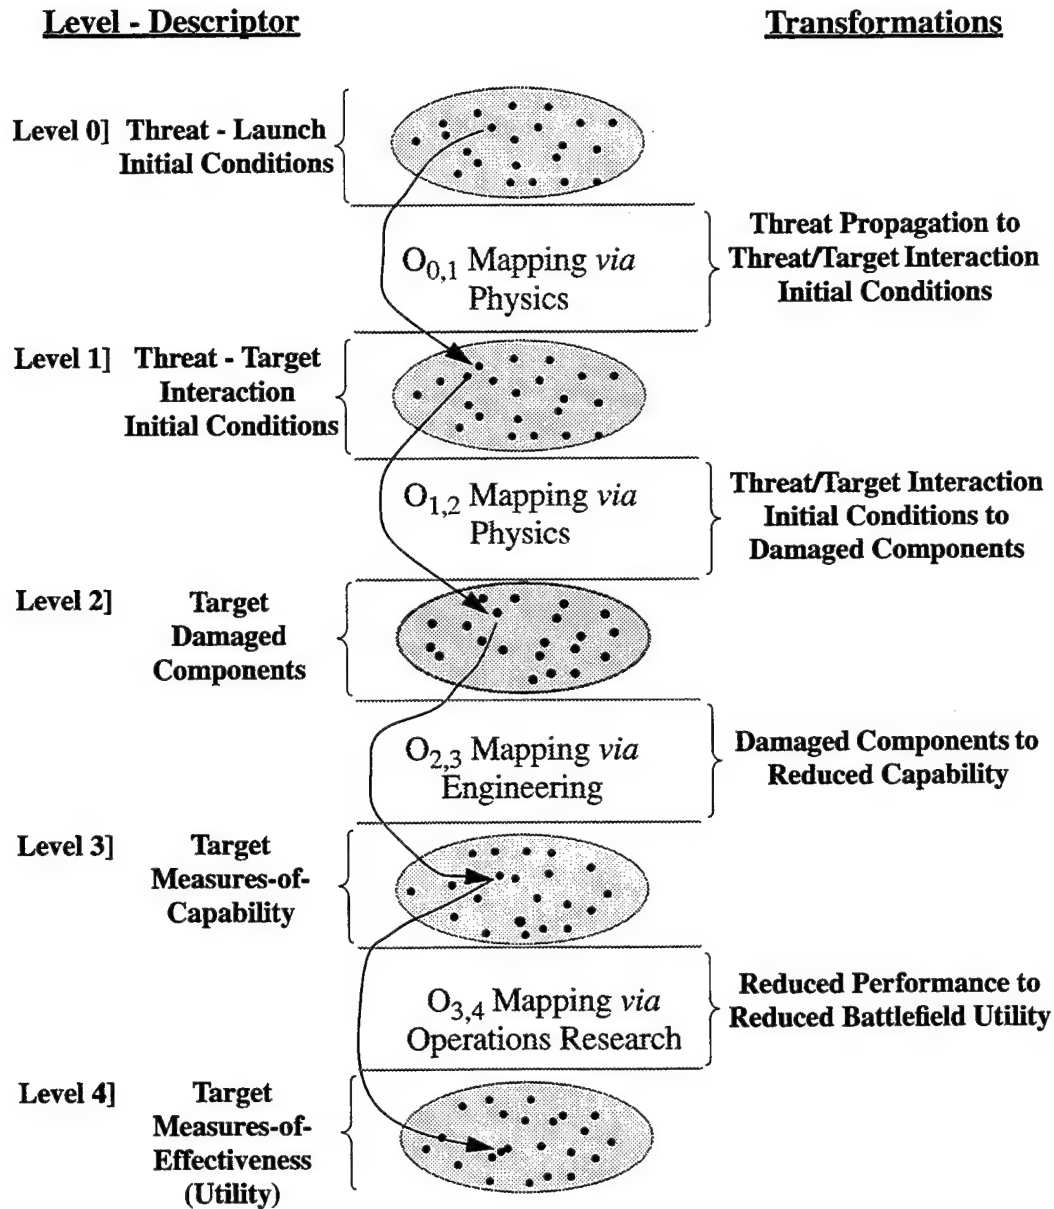 Level - Descriptor
Transformations
Level 0] Threat - Launch
Initial Conditions
O0,1 Mapping via
Physics
Threat Propagation to
Threat/Target Interaction
Initial Conditions
Level 1] Threat - Target
Interaction
Initial Conditions
O1,2 Mapping via
Physics
Threat/Target Interaction
Initial Conditions to
Damaged Components
Level 2] Target
Damaged
Components
O2,3 Mapping via
Engineering
Damaged Components to
Reduced Capability
Level 3] Target
Measures-of-
Capability
O3,4 Mapping via
Operations Research
Reduced Performance to
Reduced Battlefield Utility
Level 4] Target
Measures-of-
Effectiveness
(Utility)